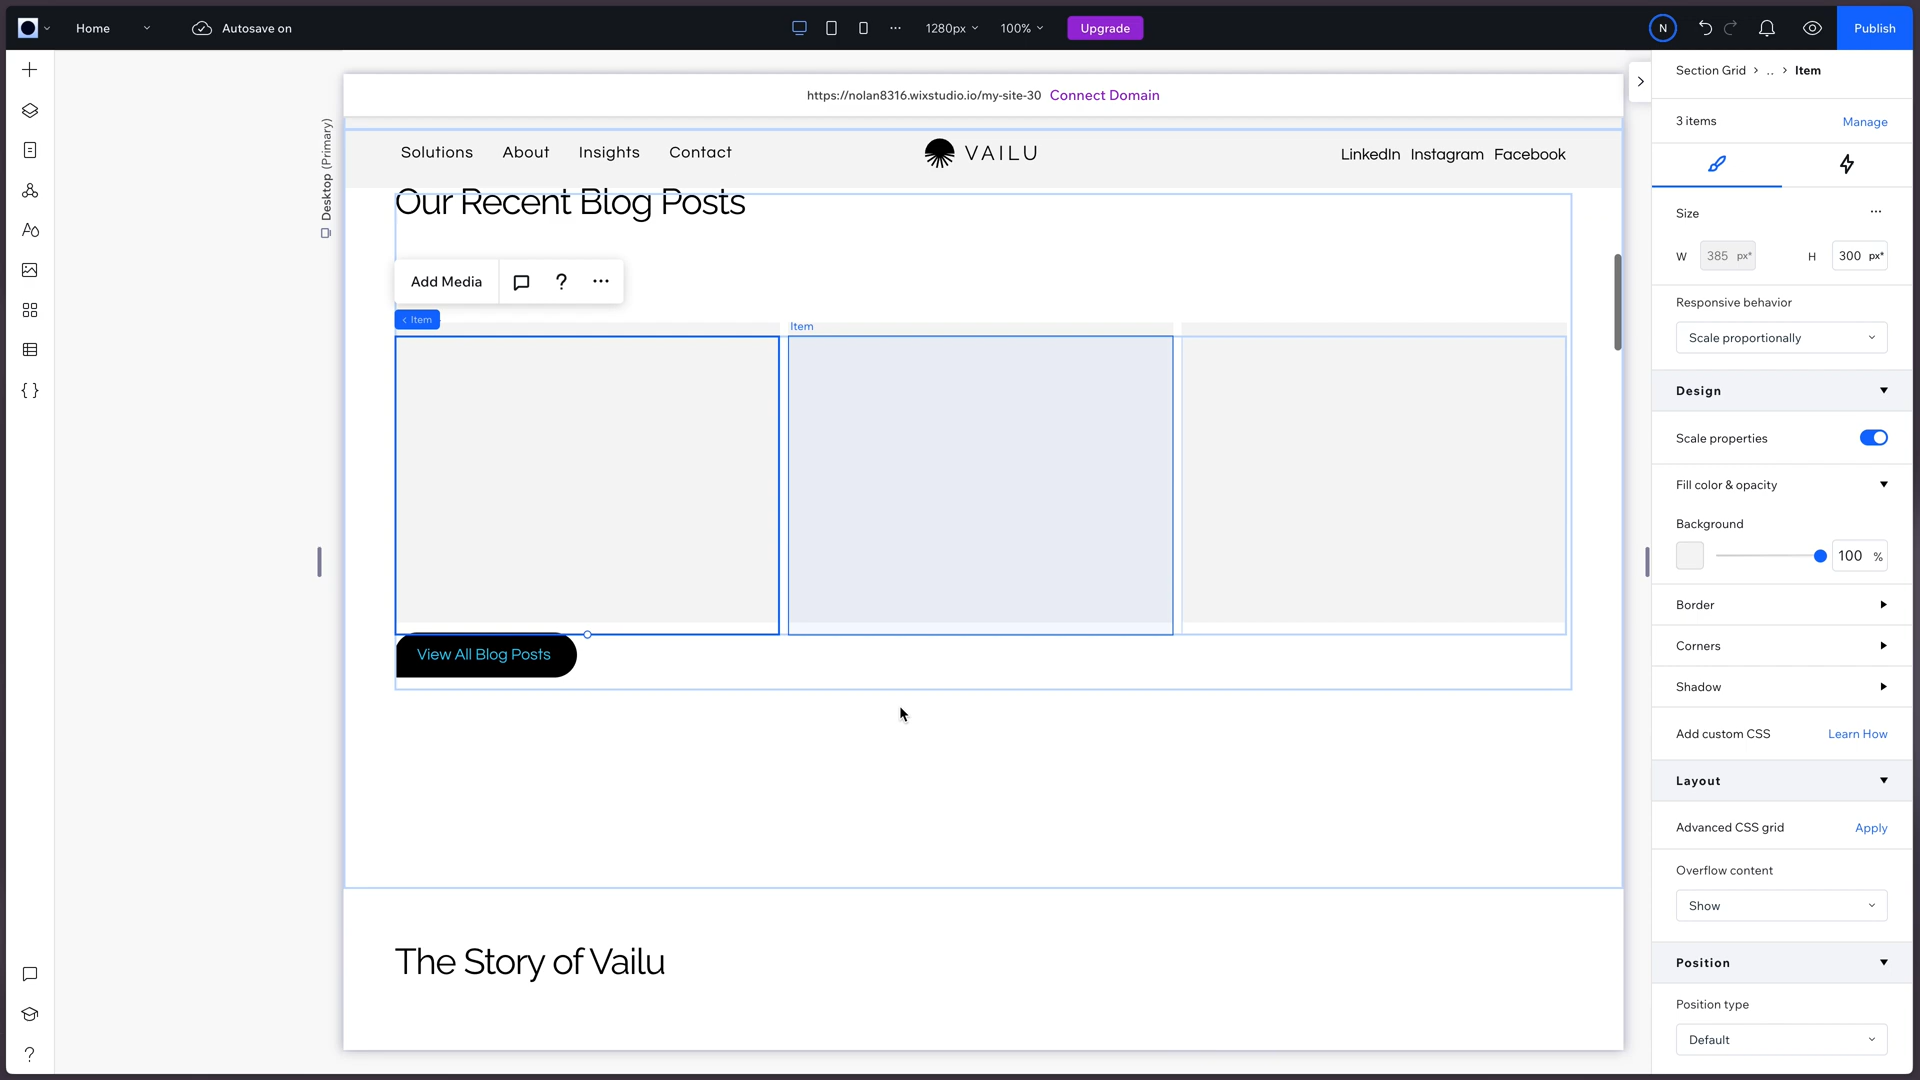 Home
Autosave on
1280px
100%
Upgrade
N
Publish
https://nolan8316.wixstudio.io/my-site-30 Connect Domain
Desktop (Primary)
Solutions About Insights Contact
VAILU
LinkedIn Instagram Facebook
Our Recent Blog Posts
Add Media
?
< Item
Item
View All Blog Posts
The Story of Vailu
?
Section Grid > .. > Item
3 items Manage
Size
W 385 px* H 300 px*
Responsive behavior
Scale proportionally
Design
Scale properties
Fill color & opacity
Background
100 %
Border
Corners
Shadow
Add custom CSS Learn How
Layout
Advanced CSS grid Apply
Overflow content
Show
Position
Position type
Default